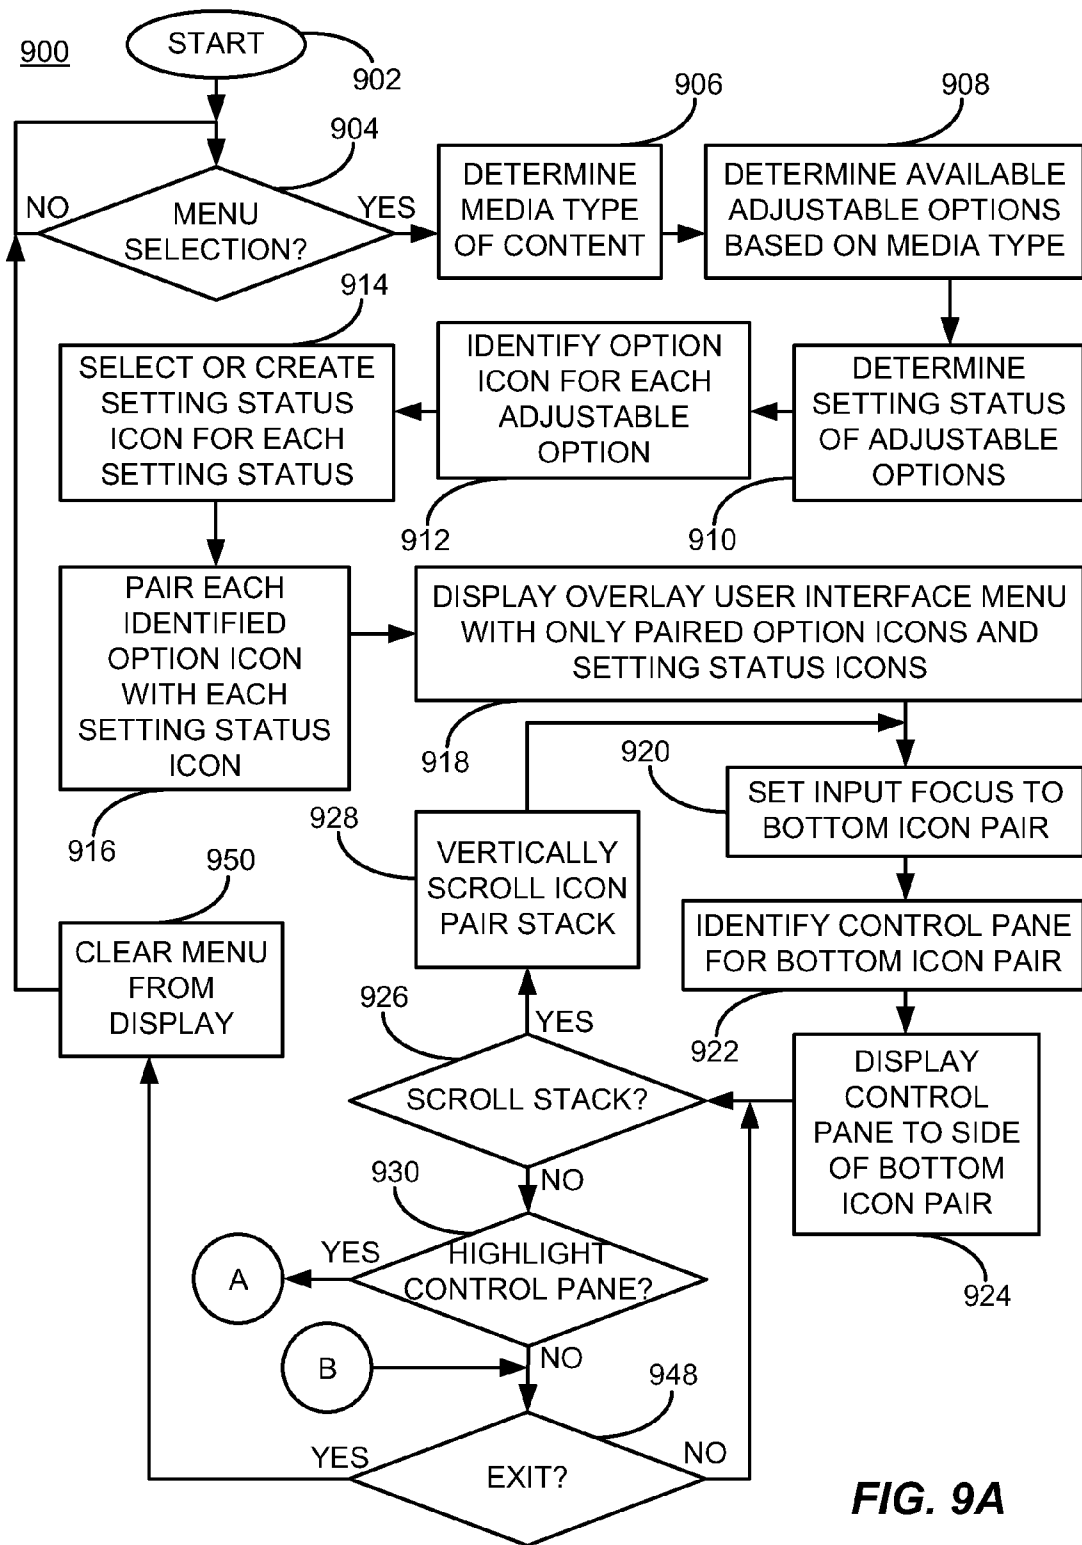 900
START
902
904
NO
MENU
SELECTION?
YES
906
DETERMINE
MEDIA TYPE
OF CONTENT
908
DETERMINE AVAILABLE
ADJUSTABLE OPTIONS
BASED ON MEDIA TYPE
914
SELECT OR CREATE
SETTING STATUS
ICON FOR EACH
SETTING STATUS
IDENTIFY OPTION
ICON FOR EACH
ADJUSTABLE
OPTION
912
DETERMINE
SETTING STATUS
OF ADJUSTABLE
OPTIONS
910
PAIR EACH
IDENTIFIED
OPTION ICON
WITH EACH
SETTING STATUS
ICON
916
DISPLAY OVERLAY USER INTERFACE MENU
WITH ONLY PAIRED OPTION ICONS AND
SETTING STATUS ICONS
918
920
SET INPUT FOCUS TO
BOTTOM ICON PAIR
928
VERTICALLY
SCROLL ICON
PAIR STACK
IDENTIFY CONTROL PANE
FOR BOTTOM ICON PAIR
922
950
CLEAR MENU
FROM
DISPLAY
926
YES
SCROLL STACK?
NO
DISPLAY
CONTROL
PANE TO SIDE
OF BOTTOM
ICON PAIR
924
930
YES
HIGHLIGHT
CONTROL PANE?
A
NO
B
948
YES
EXIT?
NO
FIG. 9A